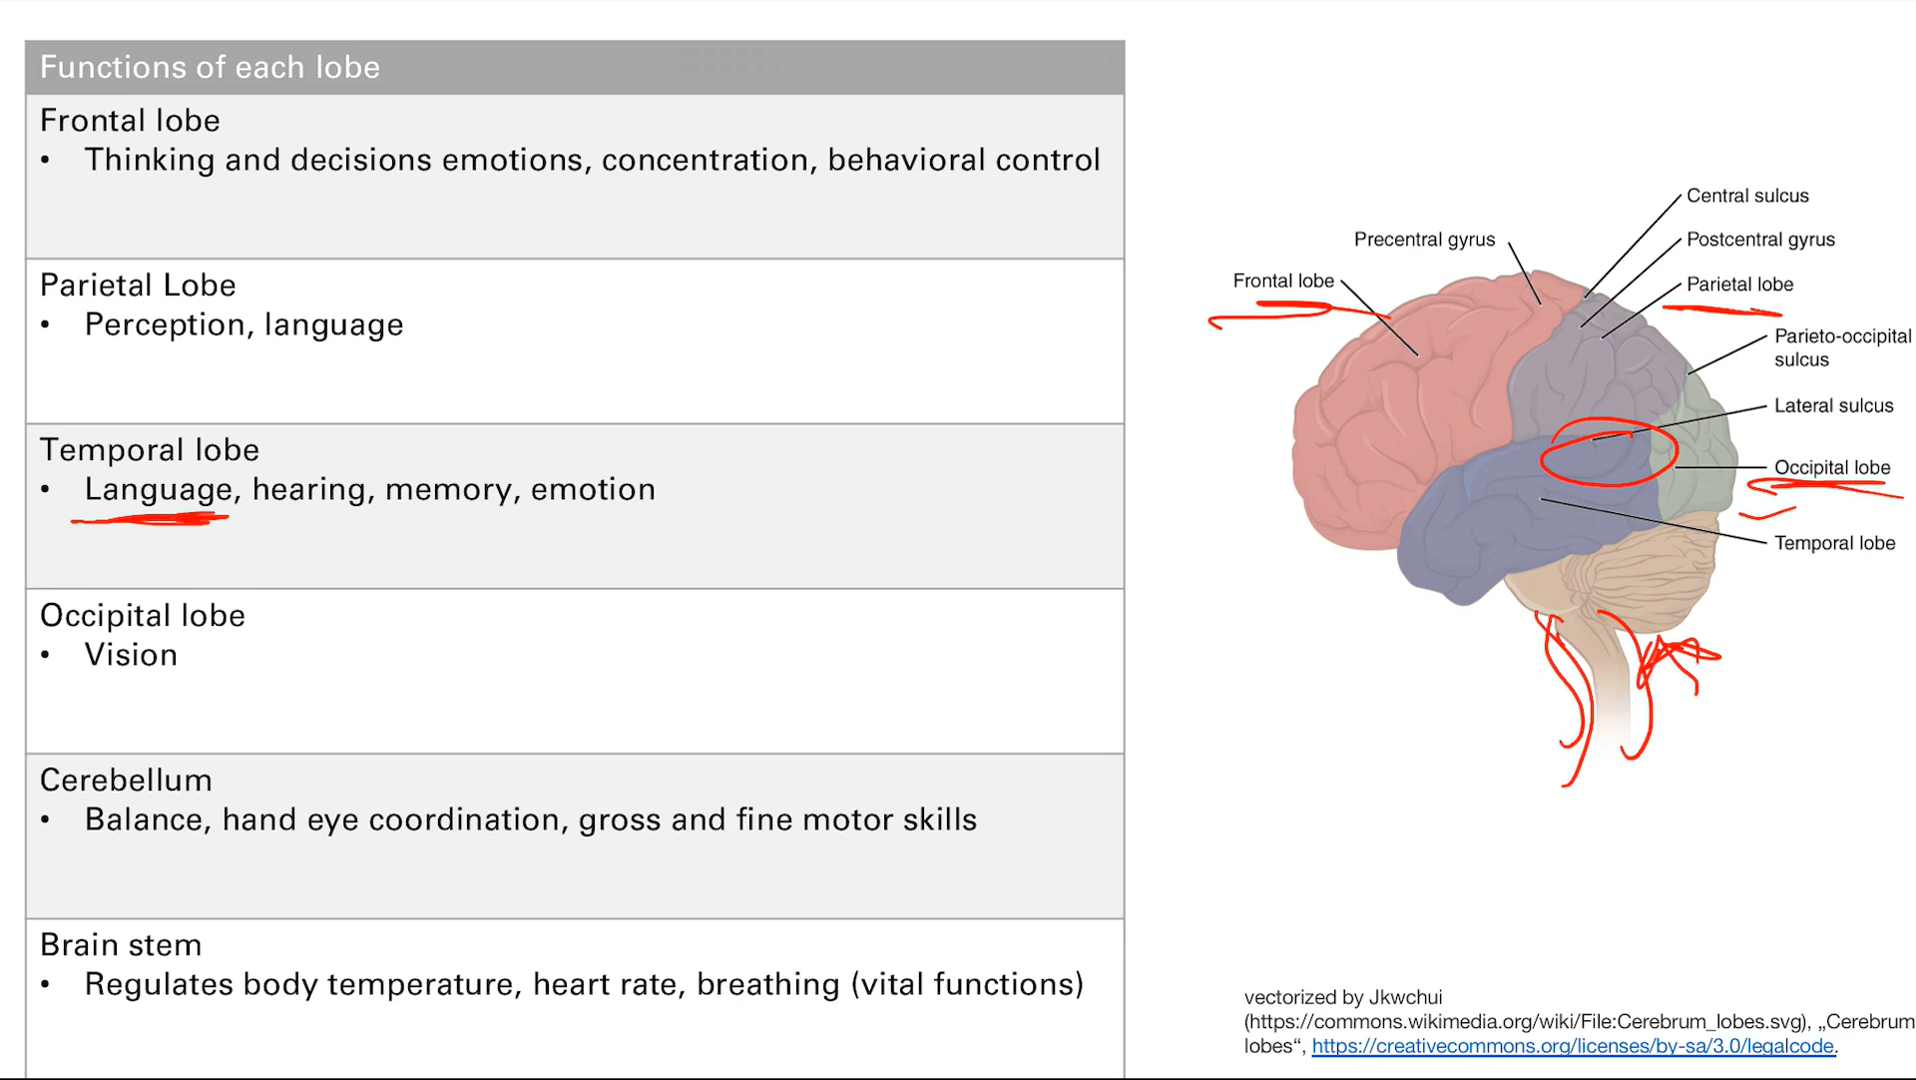 Functions of each lobe
Frontal lobe
• Thinking and decisions emotions, concentration, behavioral control
Parietal Lobe
• Perception, language
Temporal lobe
• Language, hearing, memory, emotion
Occipital lobe
• Vision
Cerebellum
• Balance, hand eye coordination, gross and fine motor skills
Brain stem
• Regulates body temperature, heart rate, breathing (vital functions)
Central sulcus
Precentral gyrus
Postcentral gyrus
Frontal lobe
Parietal lobe
Parieto-occipital
sulcus
Lateral sulcus
Occipital lobe
Temporal lobe
vectorized by Jkwchui
(https://commons.wikimedia.org/wiki/File:Cerebrum_lobes.svg), „Cerebrum
lobes“, https://creativecommons.org/licenses/by-sa/3.0/legalcode.